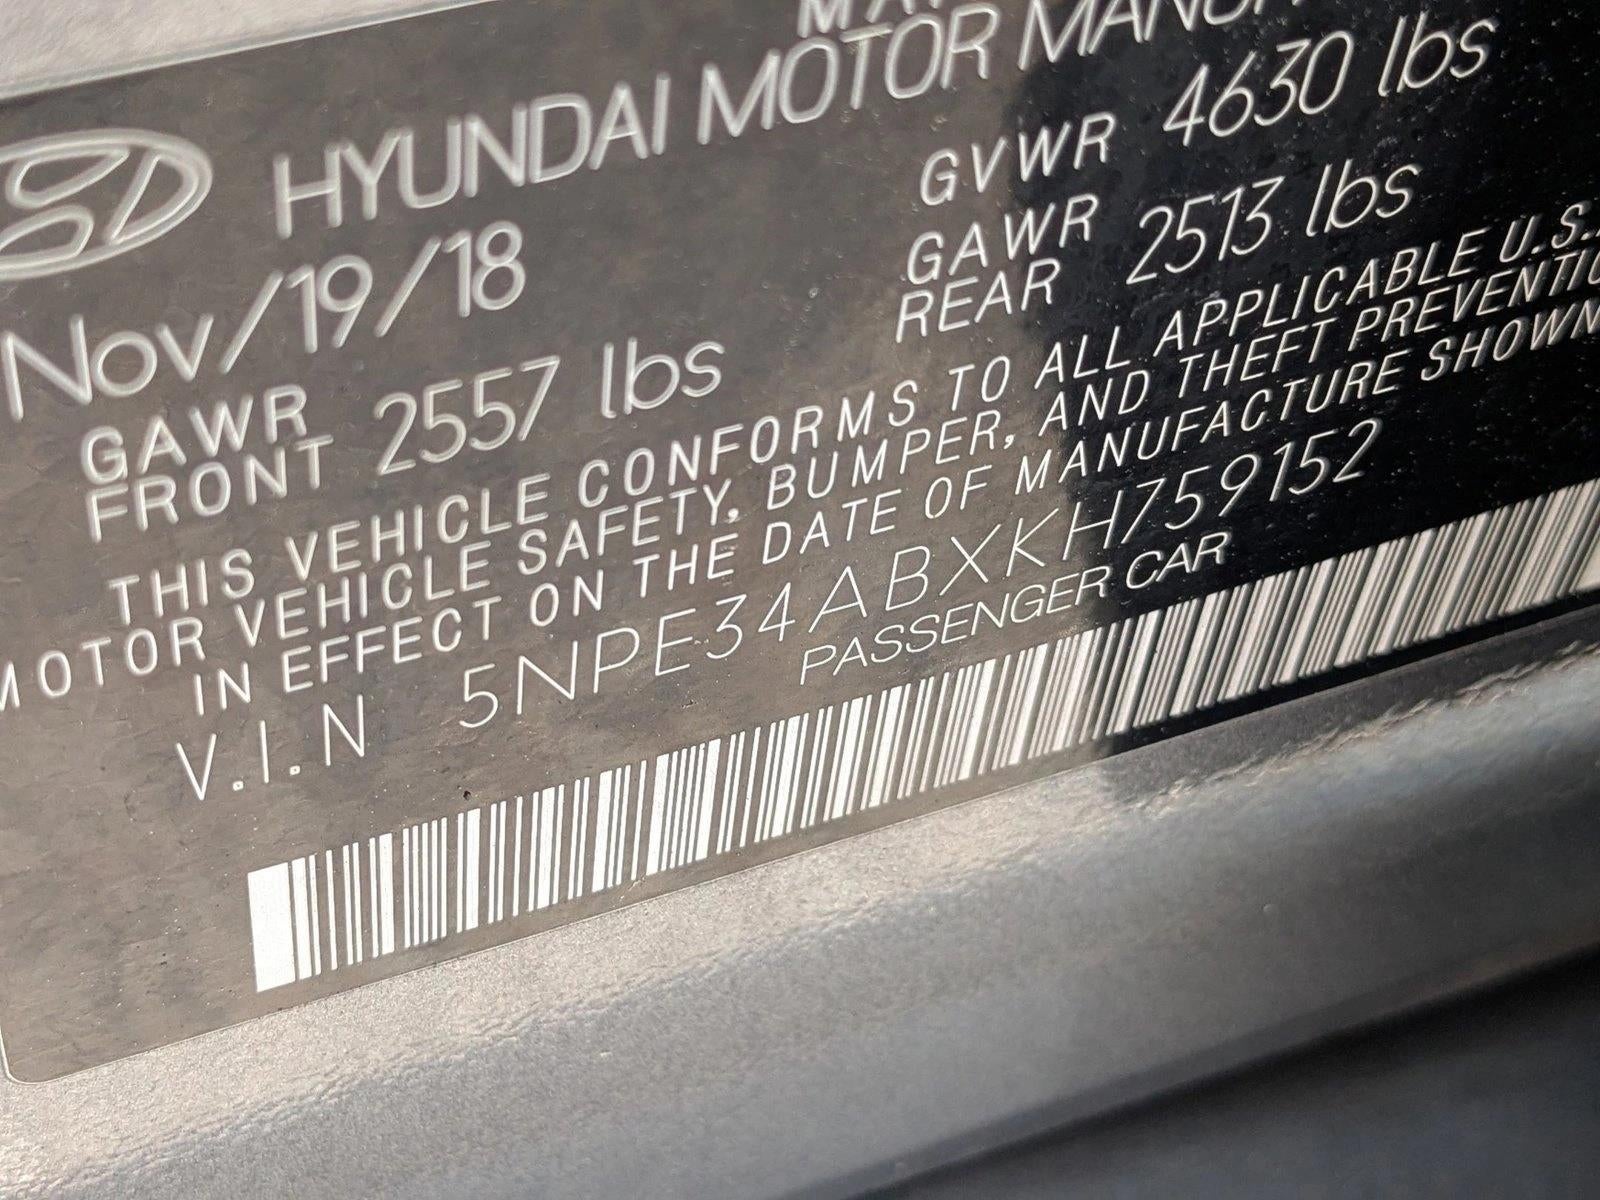 HYUNDAI MOTOR
Nov/19/18
GVWR 4630 lbs
GAWR FRONT 2557 lbs
GAWR REAR 2513 lbs
THIS VEHICLE CONFORMS TO ALL APPLICABLE U.S.
MOTOR VEHICLE SAFETY, BUMPER, AND THEFT
IN EFFECT ON THE DATE OF MANUFACTURE SHOWN
V.I.N 5NPE34ABXKH759152
PASSENGER CAR